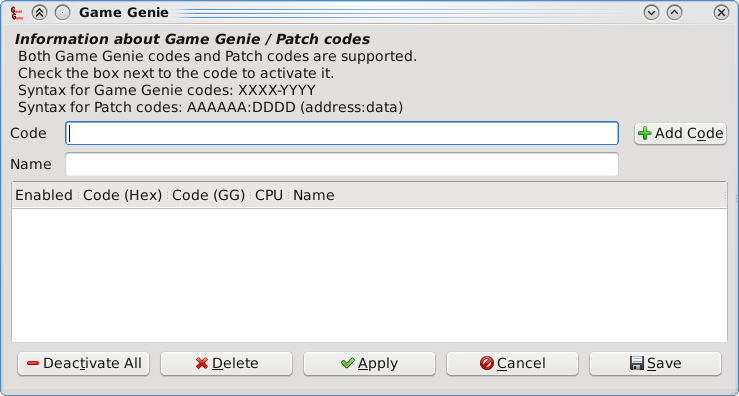 Game Genie
Information about Game Genie / Patch codes
Both Game Genie codes and Patch codes are supported.
Check the box next to the code to activate it.
Syntax for Game Genie codes: XXXX-YYYY
Syntax for Patch codes: AAAAAA:DDDD (address:data)
Code Add Code
Name
Enabled Code (Hex) Code (GG) CPU Name
Deactivate All Delete Apply Cancel Save